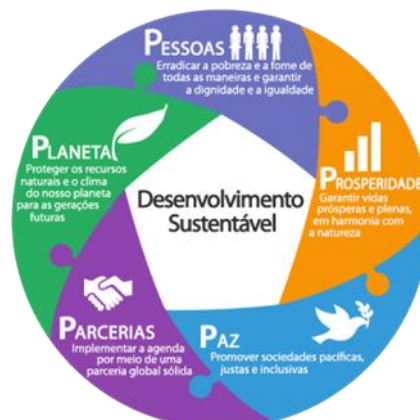 PESSOAS
Erradicar a pobreza e a fome de
todas as maneiras e garantir
a dignidade e a igualdade
PLANETA
Proteger os recursos
naturais e o clima
do nosso planeta
para as gerações
futuras
Desenvolvimento
Sustentável
PROSPERIDADE
Garantir vidas
prósperas e plenas,
em harmonia com
a natureza
PARCERIAS
Implementar a agenda
por meio de uma
parceria global sólida
PAZ
Promover sociedades pacíficas,
justas e inclusivas